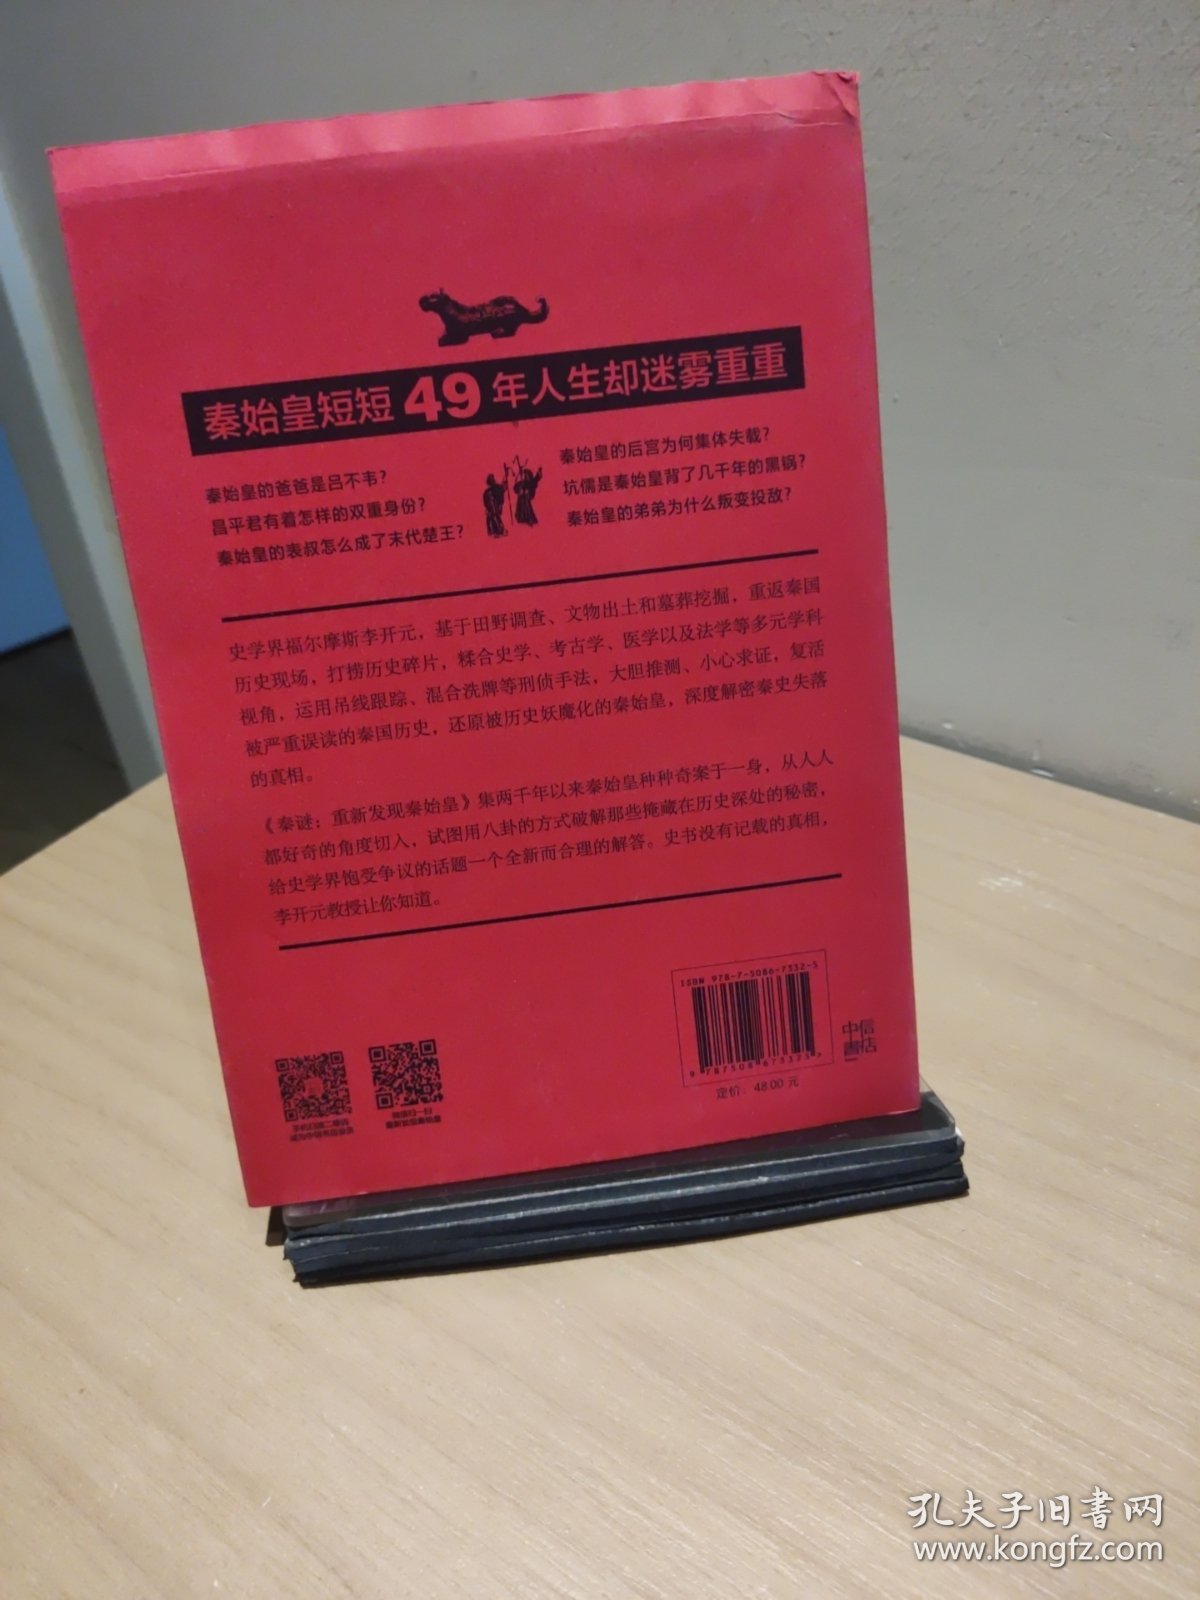 秦始皇短短49年人生却迷雾重重
秦始皇的爸爸是吕不韦?
昌平君有着怎样的双重身份?
秦始皇的表叔怎么成了末代楚王?
秦始皇的后宫为何集体失载?
坑儒是秦始皇背了几千年的黑锅?
秦始皇的弟弟为什么叛变投敌?
史学界福尔摩斯李开元，基于田野调查、文物出土和墓葬挖掘，重返秦国
历史现场，打捞历史碎片，糅合史学、考古学、医学以及法学等多元学科
视角，运用吊线跟踪、混合洗牌等刑侦手法，大胆推测、小心求证，复活
被严重误读的秦国历史，还原被历史妖魔化的秦始皇，深度解密秦史失落
的真相。
《秦谜：重新发现秦始皇》集两千年以来秦始皇种种奇案于一身，从人人
都好奇的角度切入，试图用八卦的方式破解那些掩藏在历史深处的秘密，
给史学界饱受争议的话题一个全新而合理的解答。史书没有记载的真相，
李开元教授让你知道。
ISBN 978-7-5086-7332-5
9 787508 673325 >
定价：48.00元
中信
書店
孔夫子旧书网
www.kongfz.com